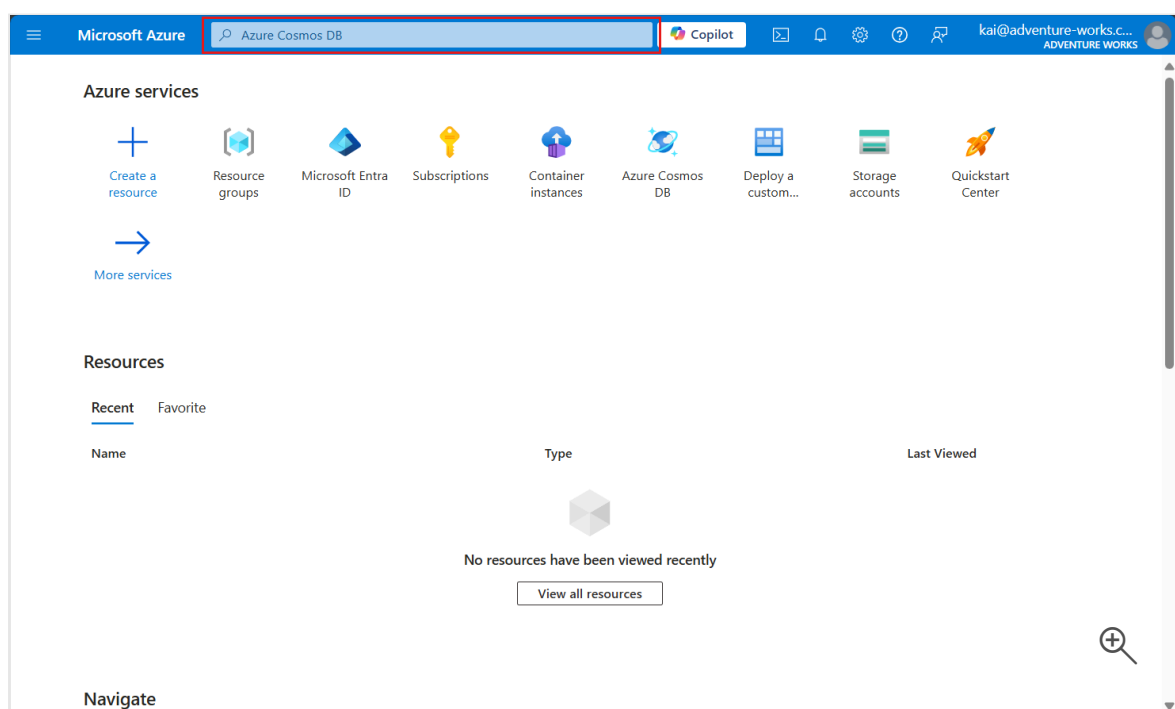 Microsoft Azure
Azure Cosmos DB
Copilot
kai@adventure-works.c...
ADVENTURE WORKS
Azure services
Create a
resource
Resource
groups
Microsoft Entra
ID
Subscriptions
Container
instances
Azure Cosmos
DB
Deploy a
custom...
Storage
accounts
Quickstart
Center
More services
Resources
Recent Favorite
Name Type Last Viewed
No resources have been viewed recently
View all resources
Navigate